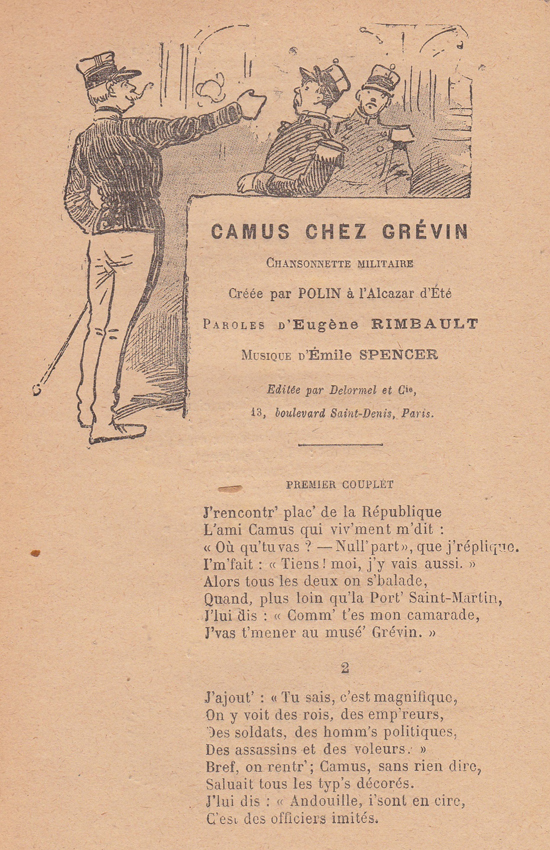 CAMUS CHEZ GRÉVIN
CHANSONNETTE MILITAIRE
Créée par POLIN à l'Alcazar d'Été
PAROLES D'Eugène RIMBAULT
MUSIQUE D'Émile SPENCER
Editée par Delormel et Cie,
13, boulevard Saint-Denis, Paris.
PREMIER COUPLET
J'rencontr' plac' de la République
L'ami Camus qui viv'ment m'dit :
« Où qu'tu vas ? — Null'part », que j'réplique.
I'm'fait : « Tiens ! moi, j'y vais aussi. »
Alors tous les deux on s'balade,
Quand, plus loin qu'la Port' Saint-Martin,
J'lui dis : « Comm' t'es mon camarade,
J'vas t'mener au musé' Grévin. »
2
J'ajout' : « Tu sais, c'est magnifique,
On y voit des rois, des emp'reurs,
Des soldats, des homm's politiques,
Des assassins et des voleurs. »
Bref, on rentr' ; Camus, sans rien dire,
Saluait tous les typ's décorés.
J'lui dis : « Andouille, i'sont en cire,
C'est des officiers imités.